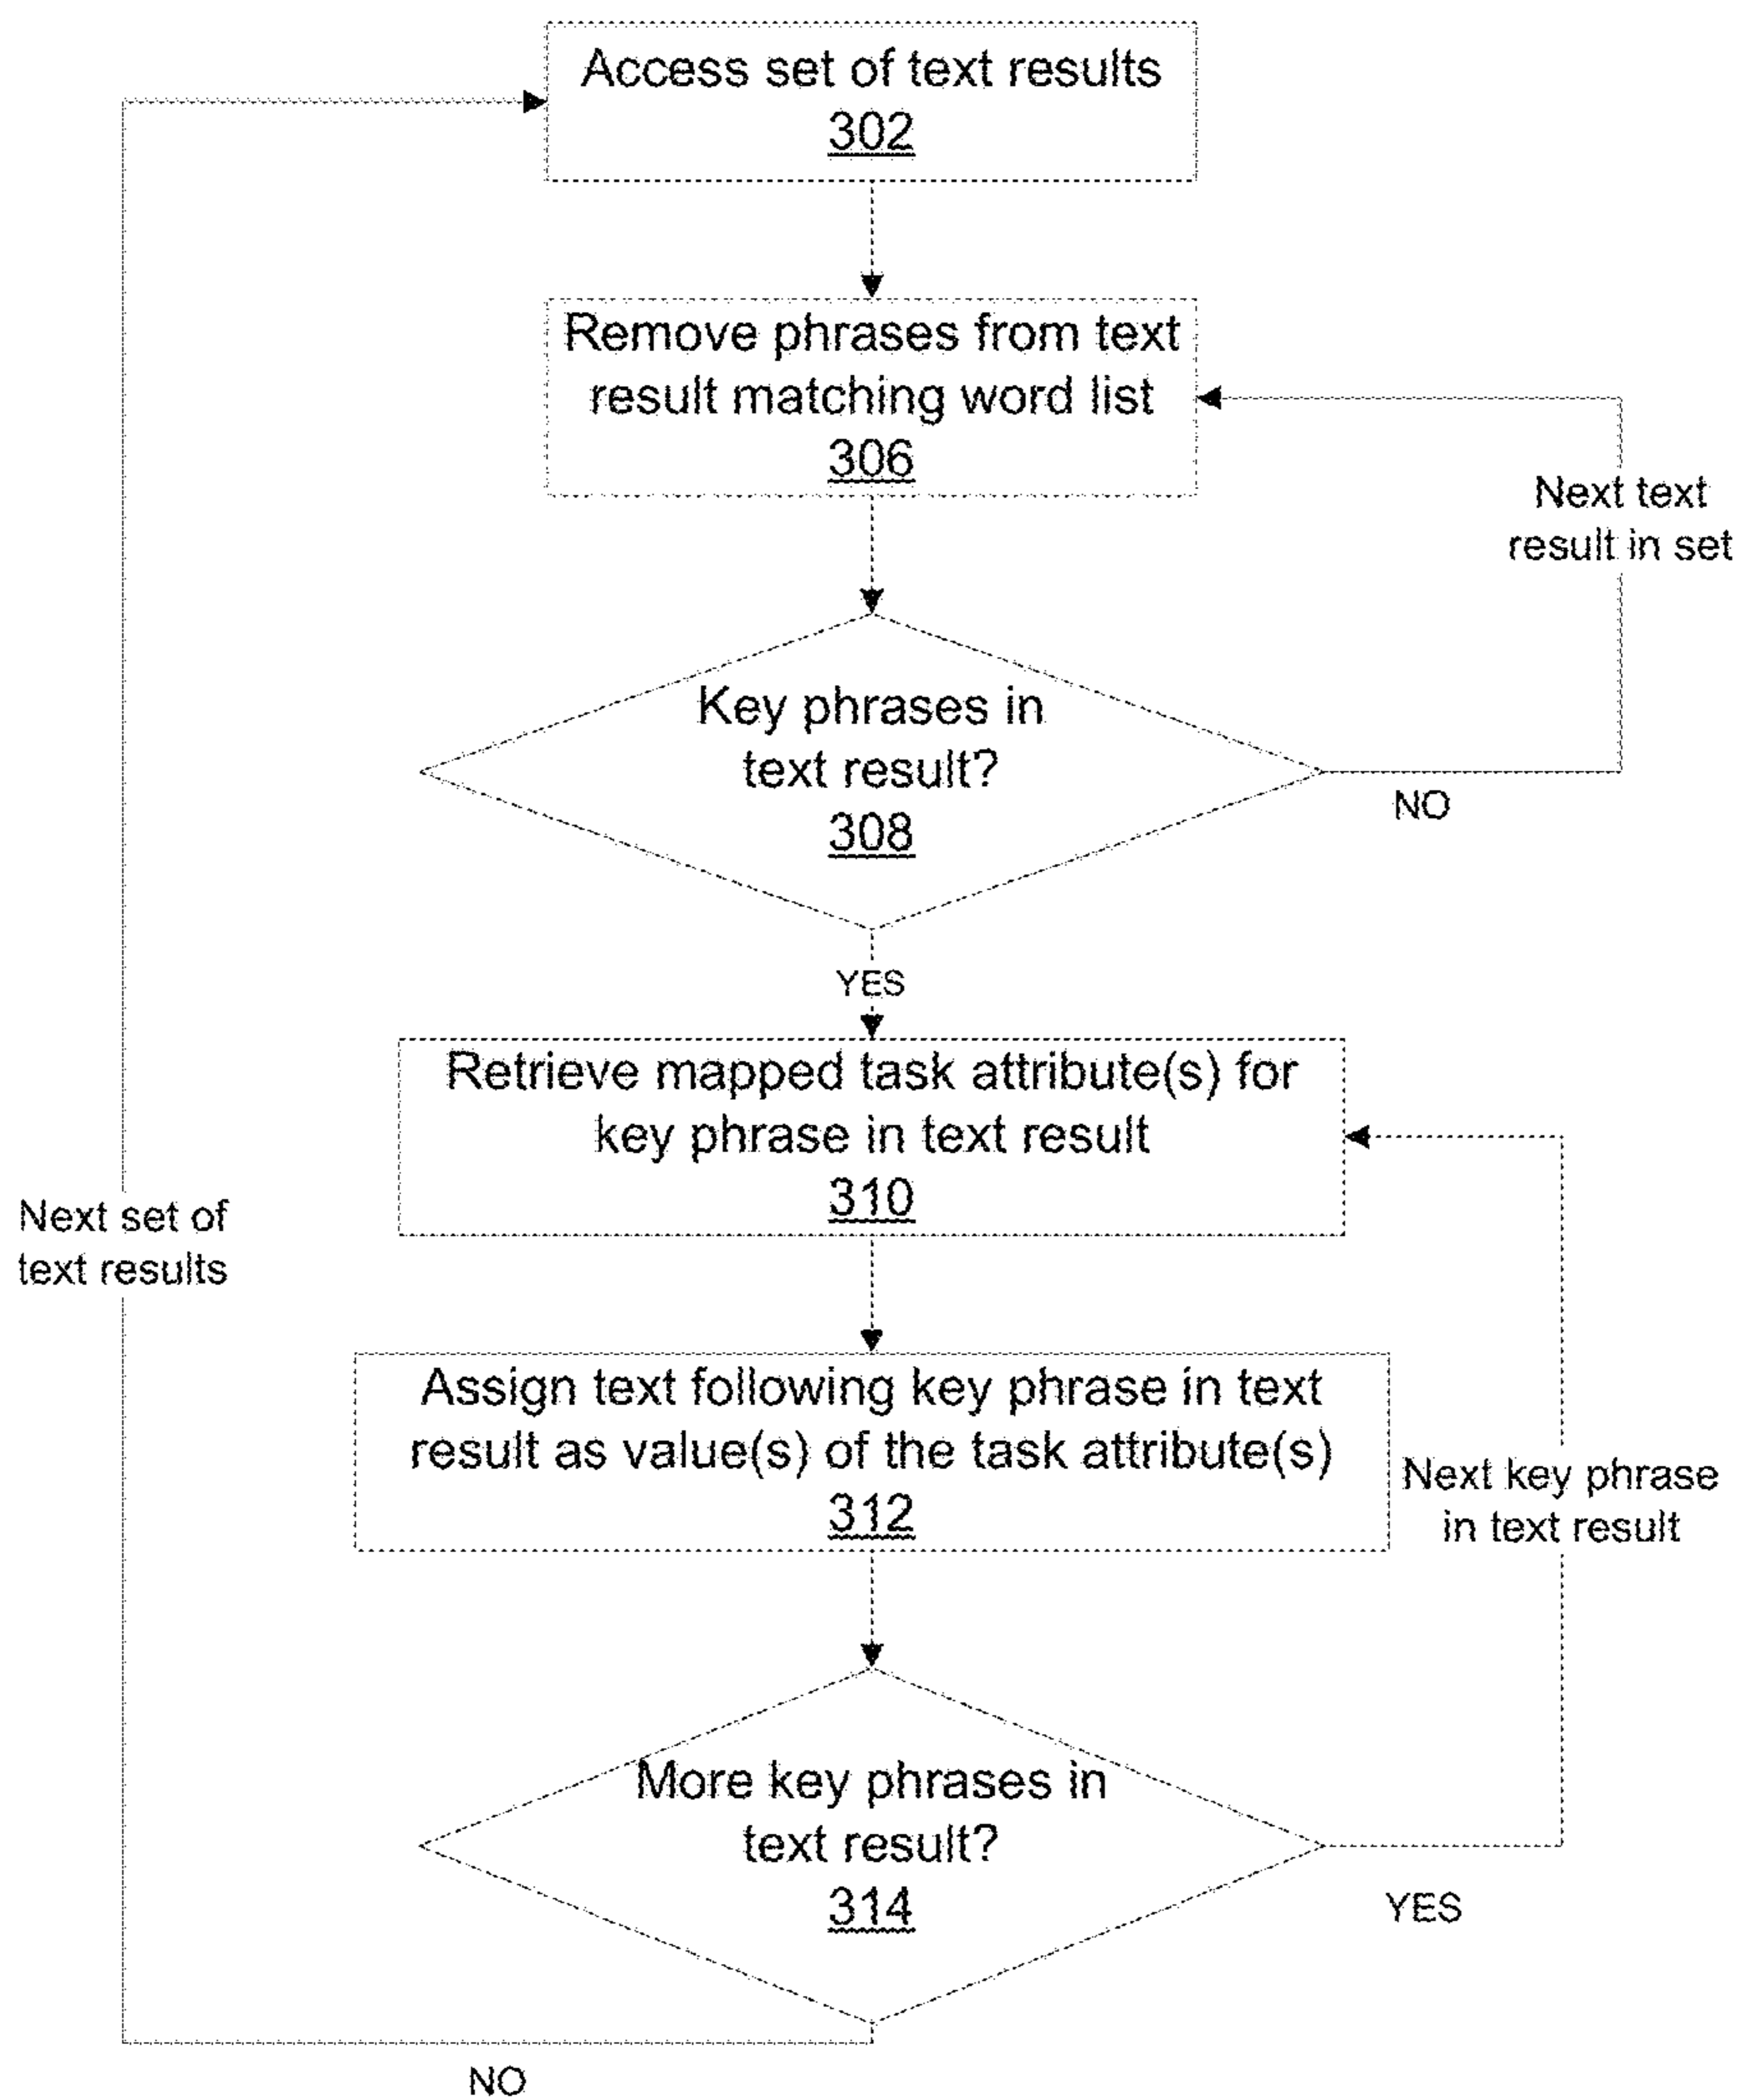 Access set of text results
302
Remove phrases from text
result matching word list
306
Next text
result in set
Key phrases in
text result?
308
NO
YES
Retrieve mapped task attribute(s) for
key phrase in text result
310
Next set of
text results
Assign text following key phrase in text
result as value(s) of the task attribute(s)
312
Next key phrase
in text result
More key phrases in
text result?
314
YES
NO